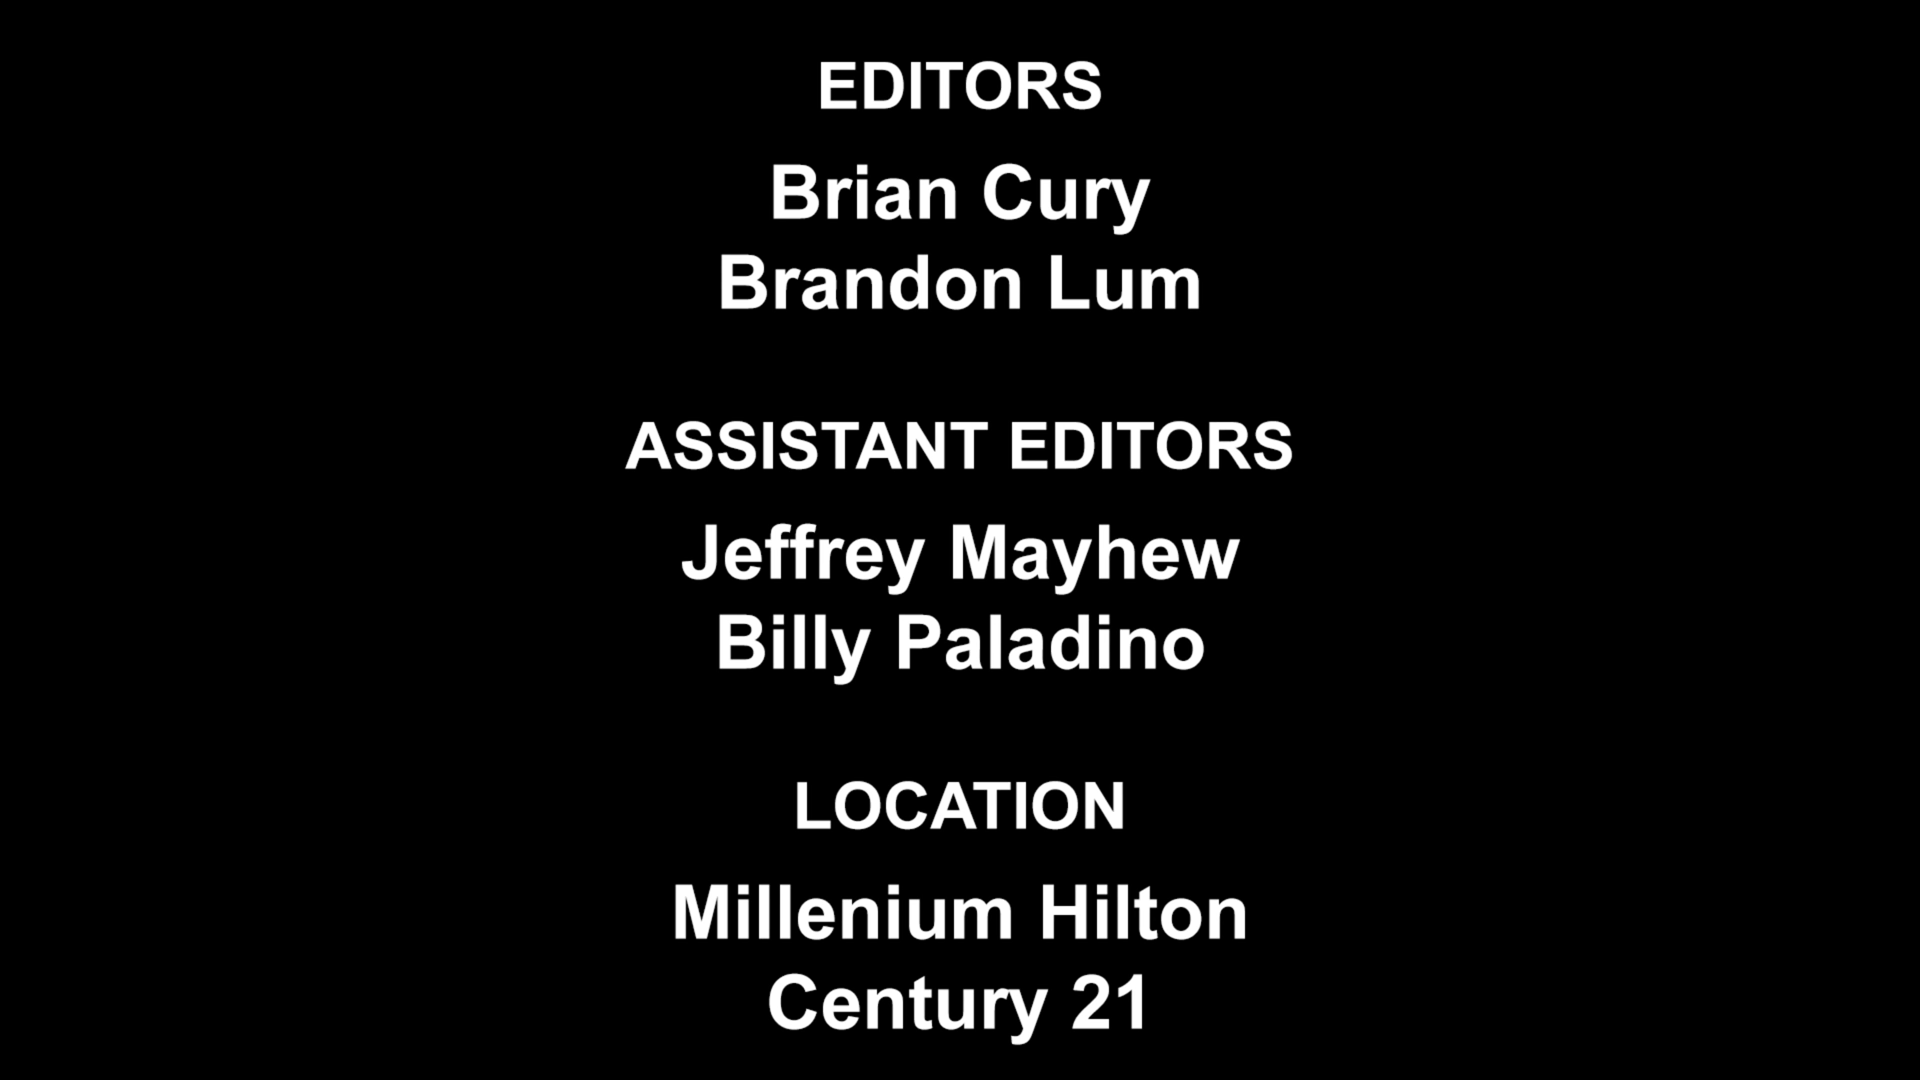 EDITORS
Brian Cury
Brandon Lum
ASSISTANT EDITORS
Jeffrey Mayhew
Billy Paladino
LOCATION
Millenium Hilton
Century 21